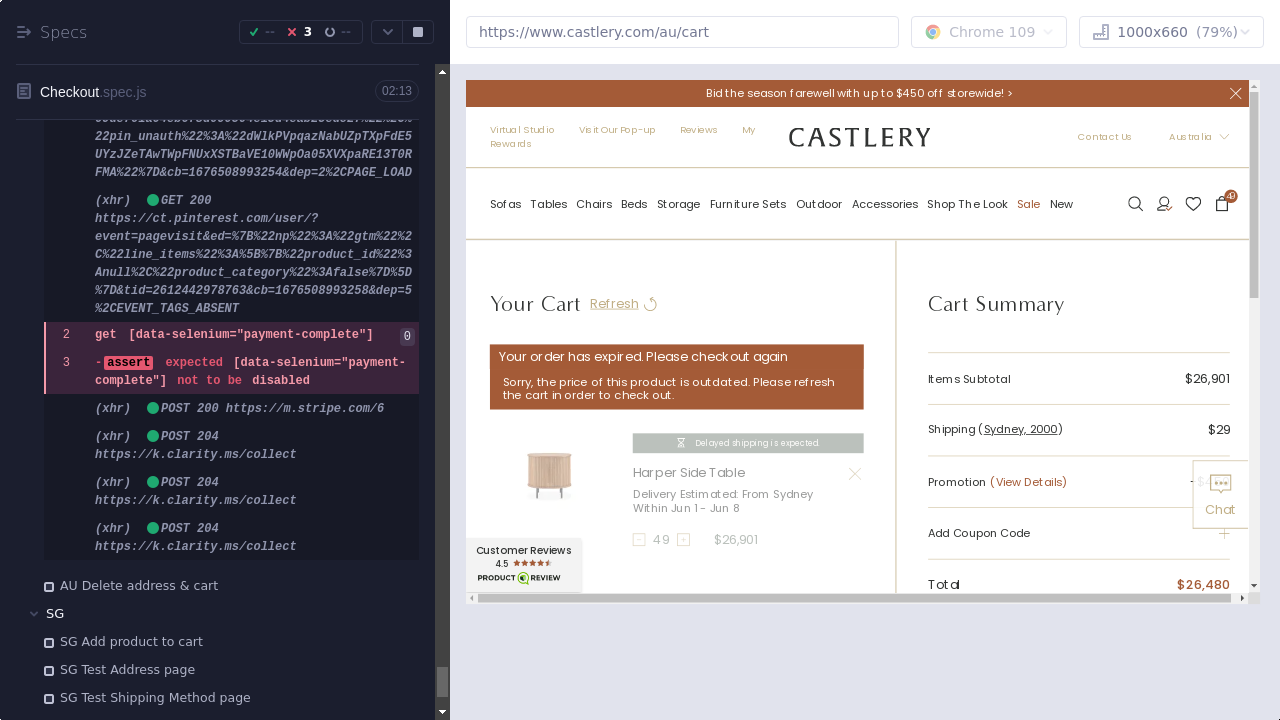 Specs
--
3
--
Checkout.spec.js
02:13
22pin_unauth%22%3A%22dWlkPVpqazNabUZpTXpFdE5
UYzJZeTAwTWpFNUxXSTBaVE10WWpOa05XVXpaRE13T0R
FMA%22%7D&cb=1676508993254&dep=2%2CPAGE_LOAD
(xhr) GET 200
https://ct.pinterest.com/user/?
event=pagevisit&ed=%7B%22np%22%3A%22gtm%22%2
C%22line_items%22%3A%5B%7B%22product_id%22%3
Anull%2C%22product_category%22%3Afalse%7D%5D
%7D&tid=2612442978763&cb=1676508993258&dep=5
%2CEVENT_TAGS_ABSENT
2 get [data-selenium="payment-complete"] 0
3 -assert expected [data-selenium="payment-
complete"] not to be disabled
(xhr) POST 200 https://m.stripe.com/6
(xhr) POST 204
https://k.clarity.ms/collect
(xhr) POST 204
https://k.clarity.ms/collect
(xhr) POST 204
https://k.clarity.ms/collect
AU Delete address & cart
SG
SG Add product to cart
SG Test Address page
SG Test Shipping Method page
https://www.castlery.com/au/cart
Chrome 109
1000x660 (79%)
Bid the season farewell with up to $450 off storewide! >
Virtual Studio Visit Our Pop-up Reviews My
Rewards
CASTLERY
Contact Us
Australia
Sofas Tables Chairs Beds Storage Furniture Sets Outdoor Accessories Shop The Look Sale New
49
Your Cart Refresh
Your order has expired. Please checkout again
Sorry, the price of this product is outdated. Please refresh
the cart in order to check out.
Delayed shipping is expected.
Harper Side Table
Delivery Estimated: From Sydney
Within Jun 1 - Jun 8
- 49 + $26,901
Customer Reviews
4.5
PRODUCT REVIEW
Cart Summary
Items Subtotal $26,901
Shipping (Sydney, 2000) $29
Promotion (View Details)
Chat
Add Coupon Code +
Total $26,480